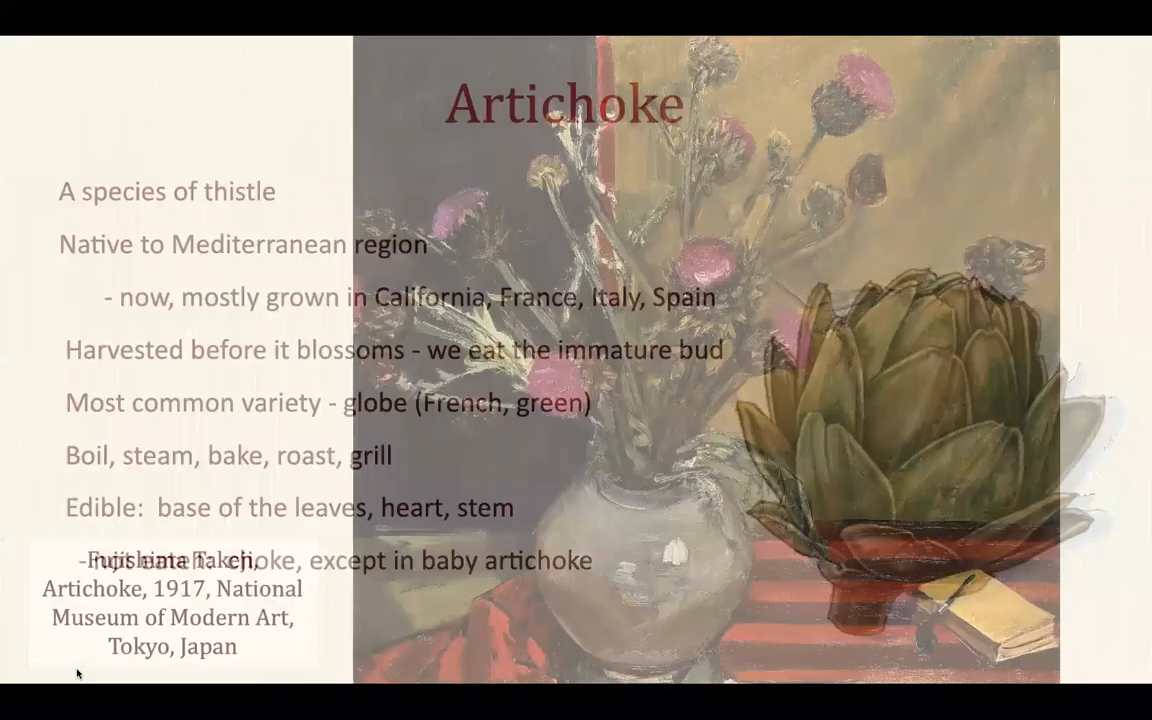 Artichoke
A species of thistle
Native to Mediterranean region
- now, mostly grown in California, France, Italy, Spain
Harvested before it blossoms - we eat the immature bud
Most common variety - globe (French, green)
Boil, steam, bake, roast, grill
Edible: base of the leaves, heart, stem
choke, except in baby artichoke
Fujishima Takeji,
Artichoke, 1917, National
Museum of Modern Art,
Tokyo, Japan